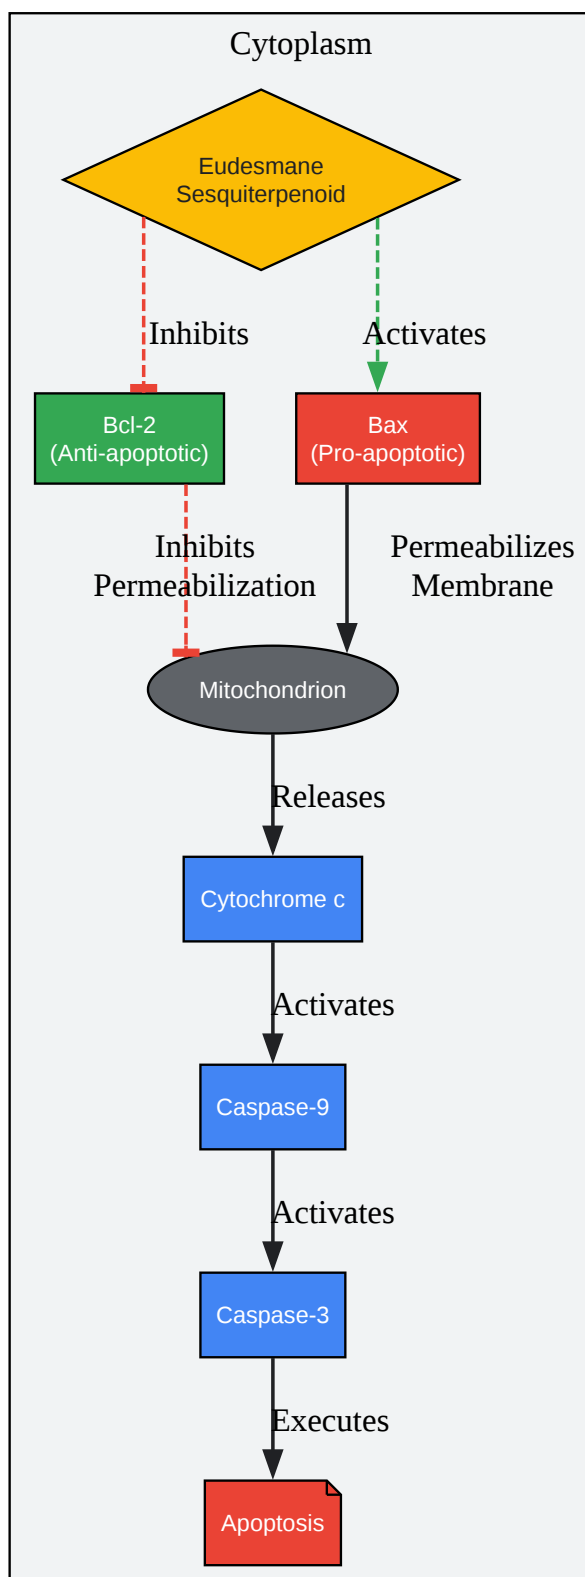 Cytoplasm
Eudesmane
Sesquiterpenoid
Inhibits
Activates
Bcl-2
(Anti-apoptotic)
Bax
(Pro-apoptotic)
Inhibits
Permeabilization
Permeabilizes
Membrane
Mitochondrion
Releases
Cytochrome c
Activates
Caspase-9
Activates
Caspase-3
Executes
Apoptosis